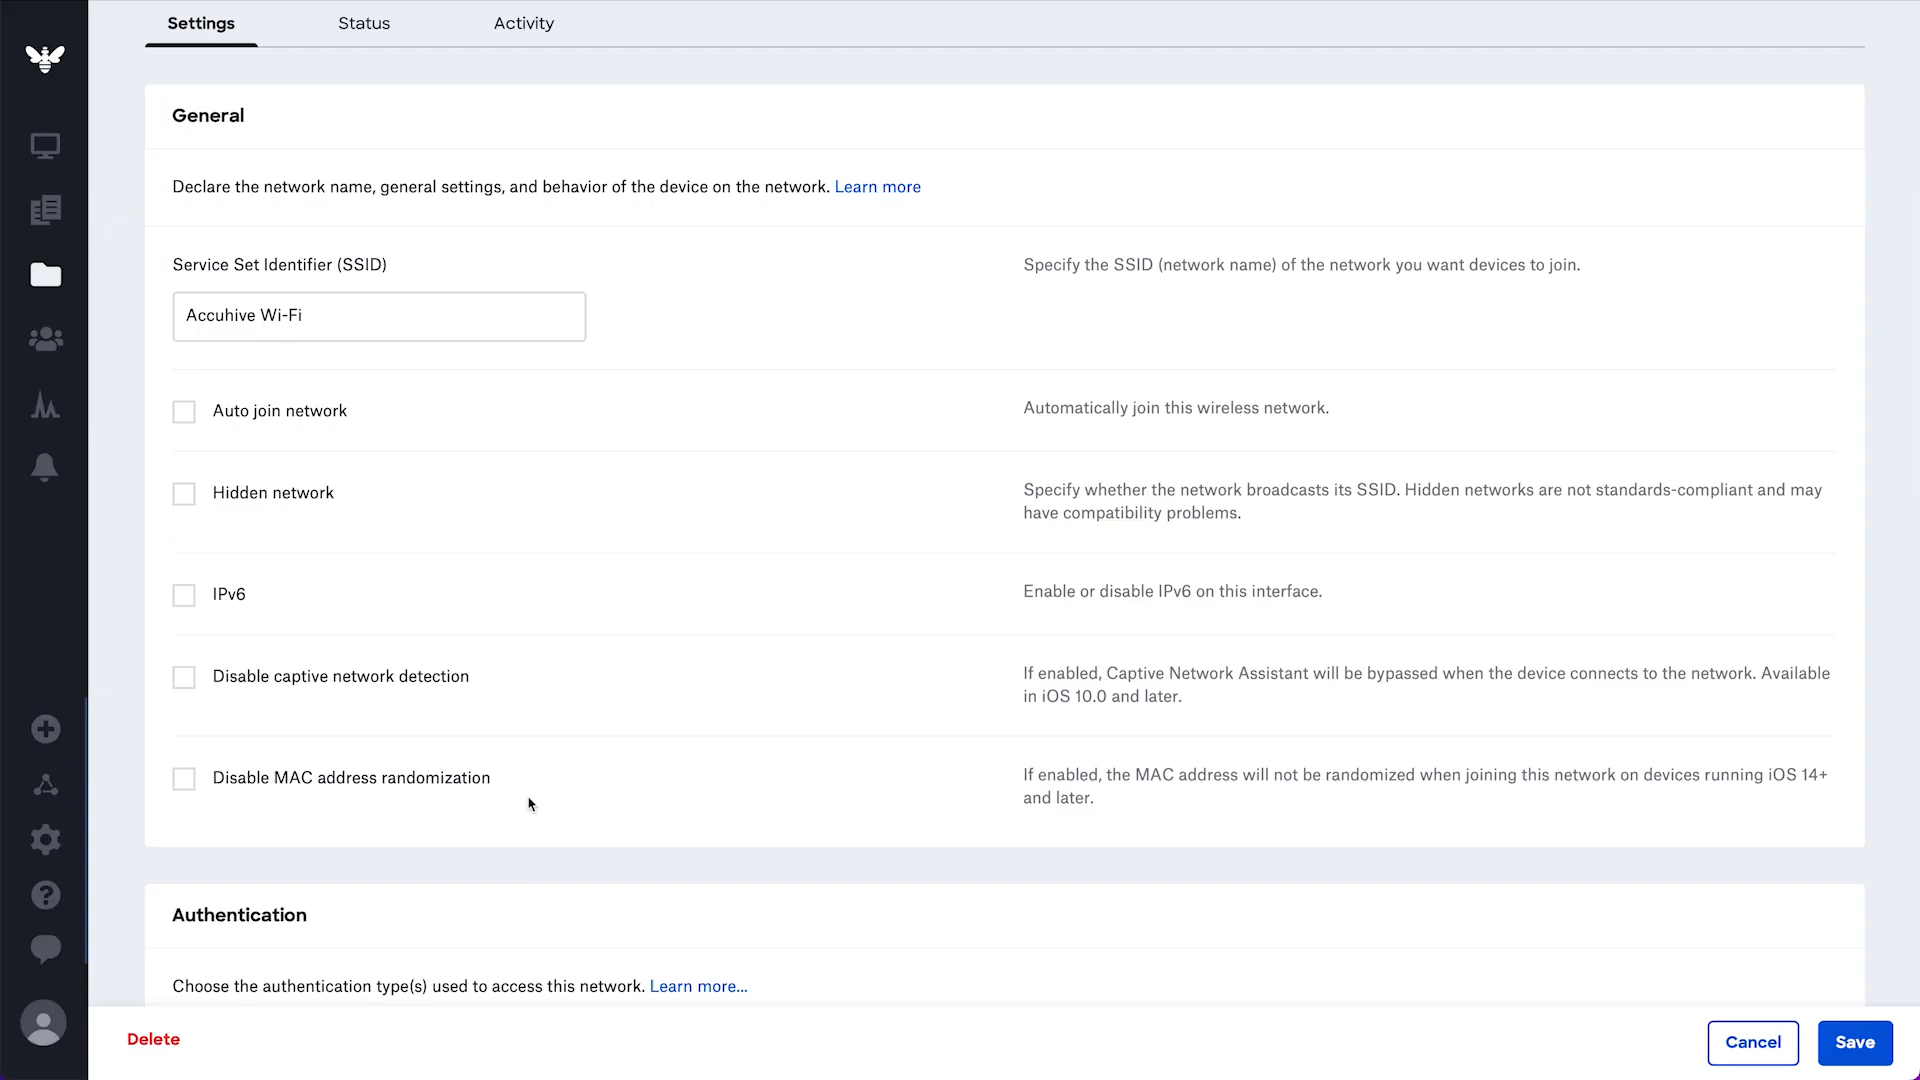 Settings
Status
Activity
General
Declare the network name, general settings, and behavior of the device on the network. Learn more
Service Set Identifier (SSID)
Specify the SSID (network name) of the network you want devices to join.
Accuhive Wi-Fi
Auto join network
Automatically join this wireless network.
Hidden network
Specify whether the network broadcasts its SSID. Hidden networks are not standards-compliant and may
have compatibility problems.
IPv6
Enable or disable IPv6 on this interface.
Disable captive network detection
If enabled, Captive Network Assistant will be bypassed when the device connects to the network. Available
in iOS 10.0 and later.
Disable MAC address randomization
If enabled, the MAC address will not be randomized when joining this network on devices running iOS 14+
and later.
Authentication
Choose the authentication type(s) used to access this network. Learn more...
Delete
Cancel
Save